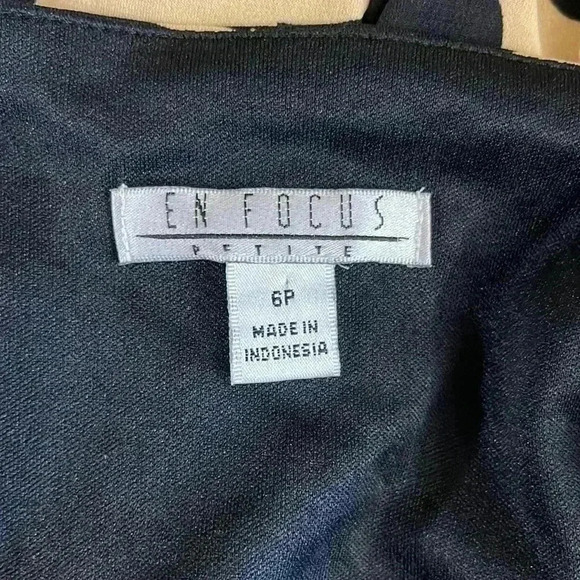 EN FOCUS
PETITE
6P
MADE IN
INDONESIA